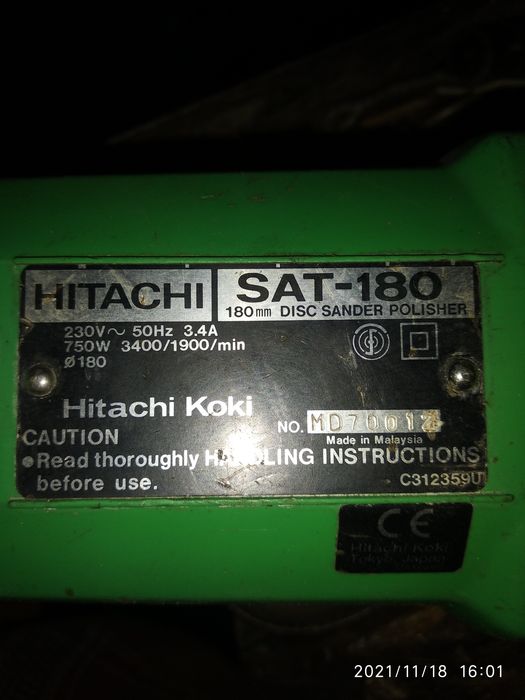 HITACHI
SAT-180
180mm DISC SANDER POLISHER
230V～ 50Hz 3.4A
750W 3400/1900/min
Ø180
Hitachi Koki
NO.
Made in Malaysia
CAUTION
●Read thoroughly HANDLING INSTRUCTIONS
before use.
C312359U
CE
Hitachi Koki
Tokyo, Japan
2021/11/18 16:01